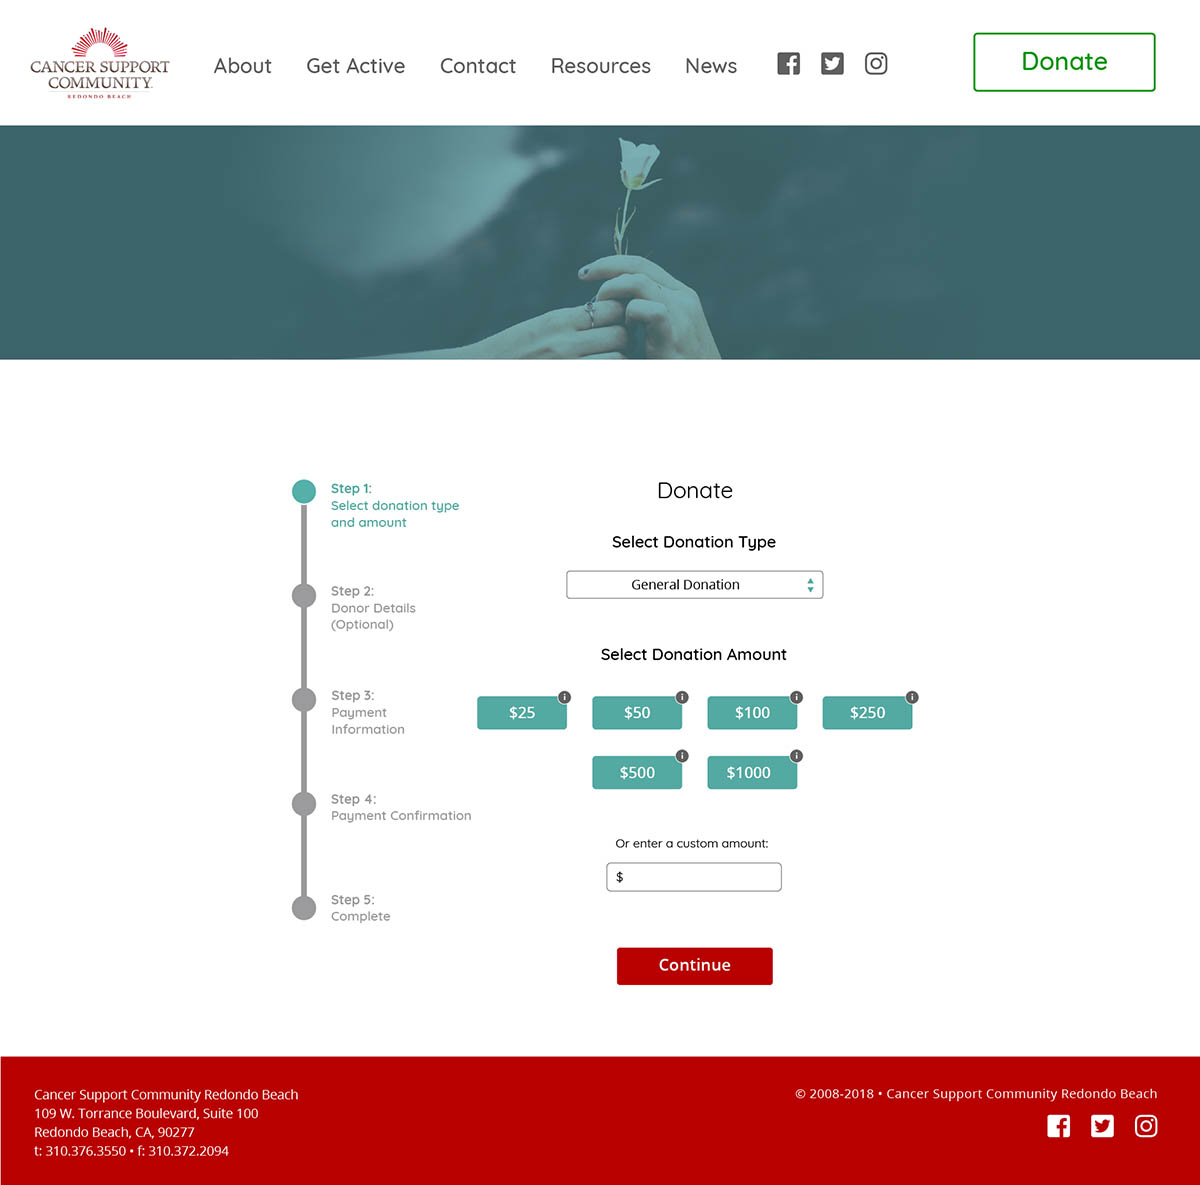 CANCER SUPPORT
COMMUNITY
REDONDO BEACH
About Get Active Contact Resources News
Donate
Step 1:
Select donation type
and amount
Step 2:
Donor Details
(Optional)
Step 3:
Payment
Information
Step 4:
Payment Confirmation
Step 5:
Complete
Donate
Select Donation Type
General Donation
Select Donation Amount
$25 $50 $100 $250
$500 $1000
Or enter a custom amount:
$
Continue
Cancer Support Community Redondo Beach
109 W. Torrance Boulevard, Suite 100
Redondo Beach, CA, 90277
t: 310.376.3550 • f: 310.372.2094
© 2008-2018 • Cancer Support Community Redondo Beach